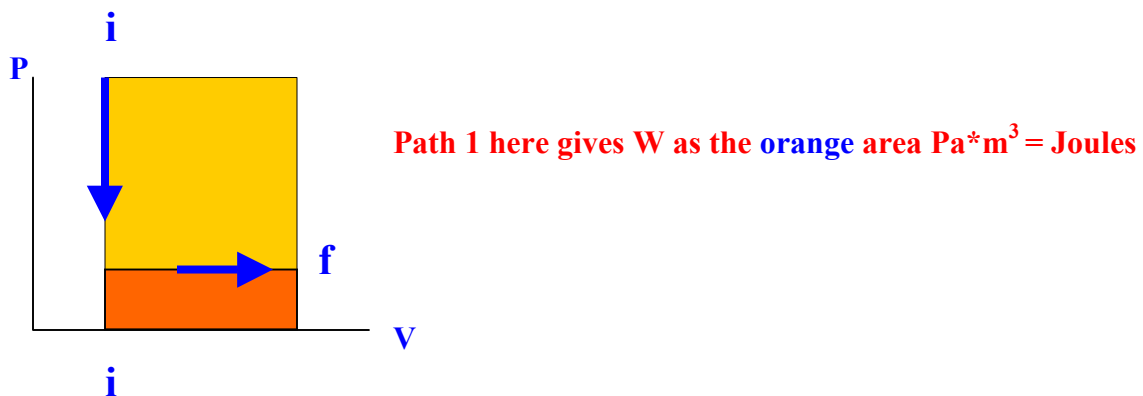 i
P
Path 1 here gives W as the orange area Pa*m³ = Joules
f
V
i